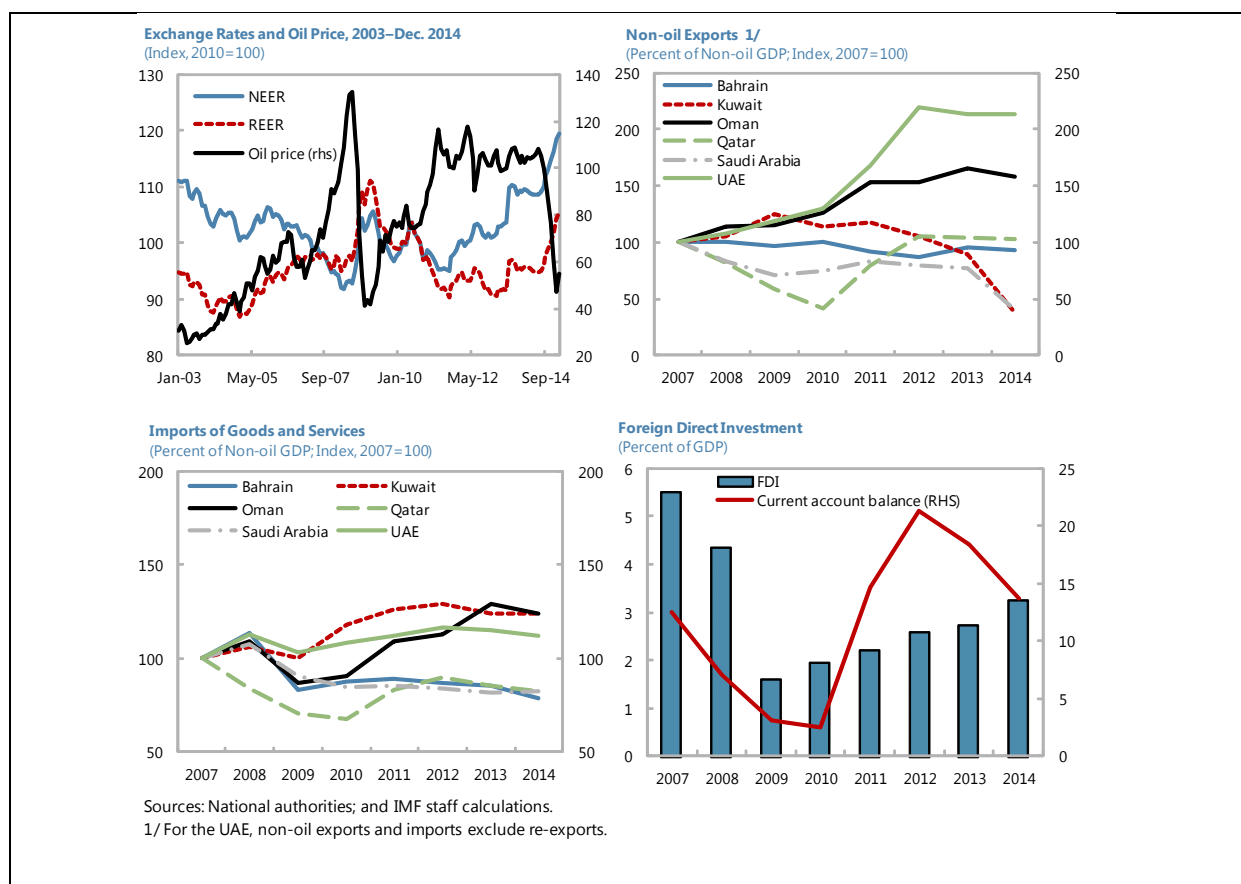 Exchange Rates and Oil Price, 2003–Dec. 2014
(Index, 2010=100)
130
120
110
100
90
80
140
120
100
80
60
40
20
NEER
REER
Oil price (rhs)
Jan-03 May-05 Sep-07 Jan-10 May-12 Sep-14
Non-oil Exports 1/
(Percent of Non-oil GDP; Index, 2007=100)
250
200
150
100
50
0
250
200
150
100
50
0
Bahrain
Kuwait
Oman
Qatar
Saudi Arabia
UAE
2007 2008 2009 2010 2011 2012 2013 2014
Imports of Goods and Services
(Percent of Non-oil GDP; Index, 2007=100)
200
150
100
50
200
150
100
50
Bahrain Kuwait
Oman Qatar
Saudi Arabia UAE
2007 2008 2009 2010 2011 2012 2013 2014
Foreign Direct Investment
(Percent of GDP)
6
5
4
3
2
1
0
25
20
15
10
5
0
FDI
Current account balance (RHS)
2007 2008 2009 2010 2011 2012 2013 2014
Sources: National authorities; and IMF staff calculations.
1/ For the UAE, non-oil exports and imports exclude re-exports.